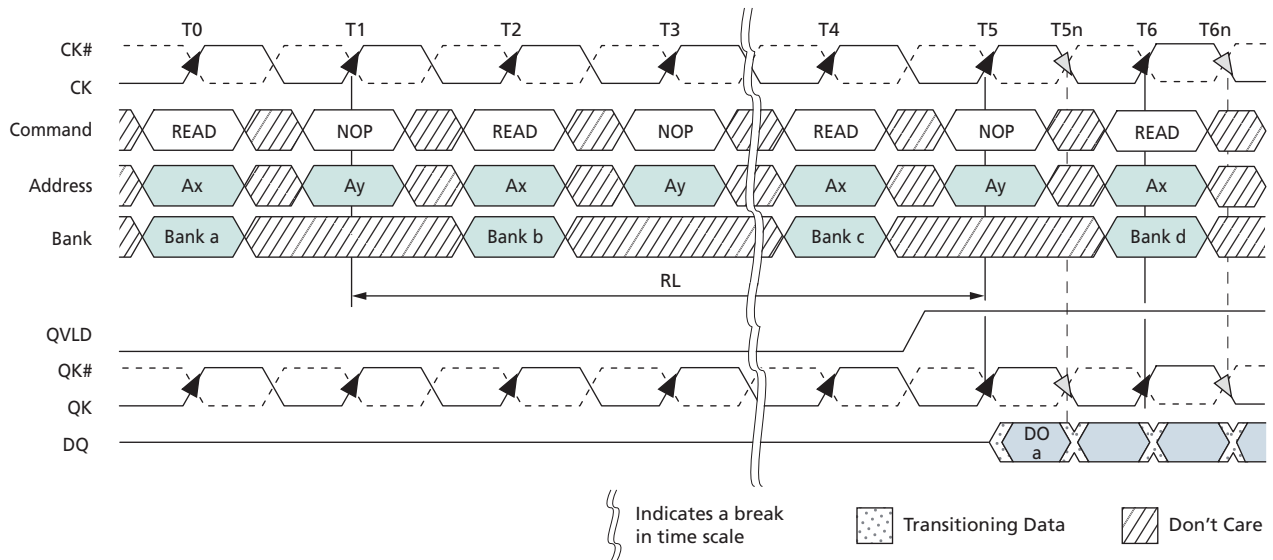 T0 T1 T2 T3 T4 T5 T5n T6 T6n
CK#
CK
Command READ NOP READ NOP READ NOP READ
Address Ax Ay Ax Ay Ax Ay Ax
Bank Bank a Bank b Bank c Bank d
RL
QVLD
QK#
QK
DQ DO
a
Indicates a break
in time scale
Transitioning Data
Don't Care